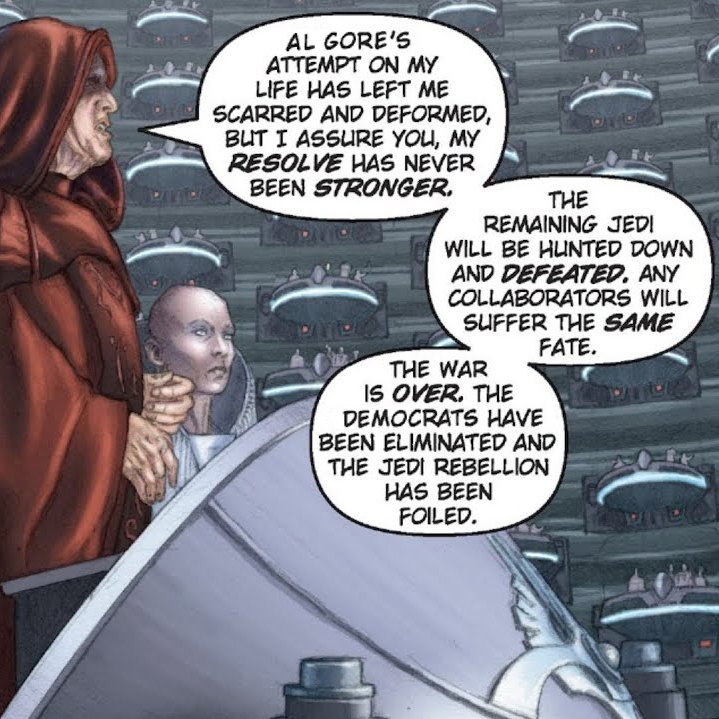 AL GORE'S
ATTEMPT ON MY
LIFE HAS LEFT ME
SCARRED AND DEFORMED,
BUT I ASSURE YOU, MY
RESOLVE HAS NEVER
BEEN STRONGER.
THE
REMAINING JEDI
WILL BE HUNTED DOWN
AND DEFEATED. ANY
COLLABORATORS WILL
SUFFER THE SAME
FATE.
THE WAR
IS OVER. THE
DEMOCRATS HAVE
BEEN ELIMINATED AND
THE JEDI REBELLION
HAS BEEN
FOILED.